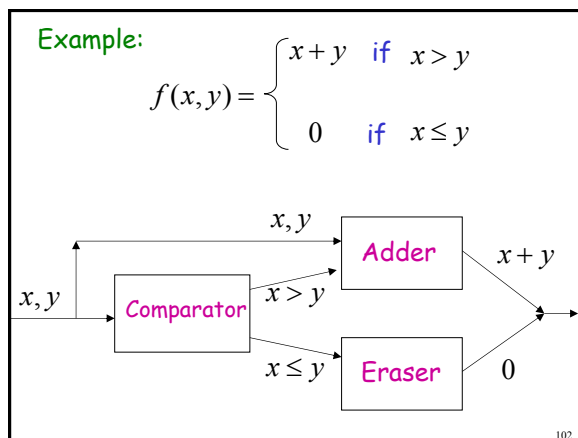 Example:
x + y if x > y
f(x, y) =
0 if x ≤ y
x, y
Adder
x + y
x, y
Comparator
x > y
x ≤ y
Eraser
0
102